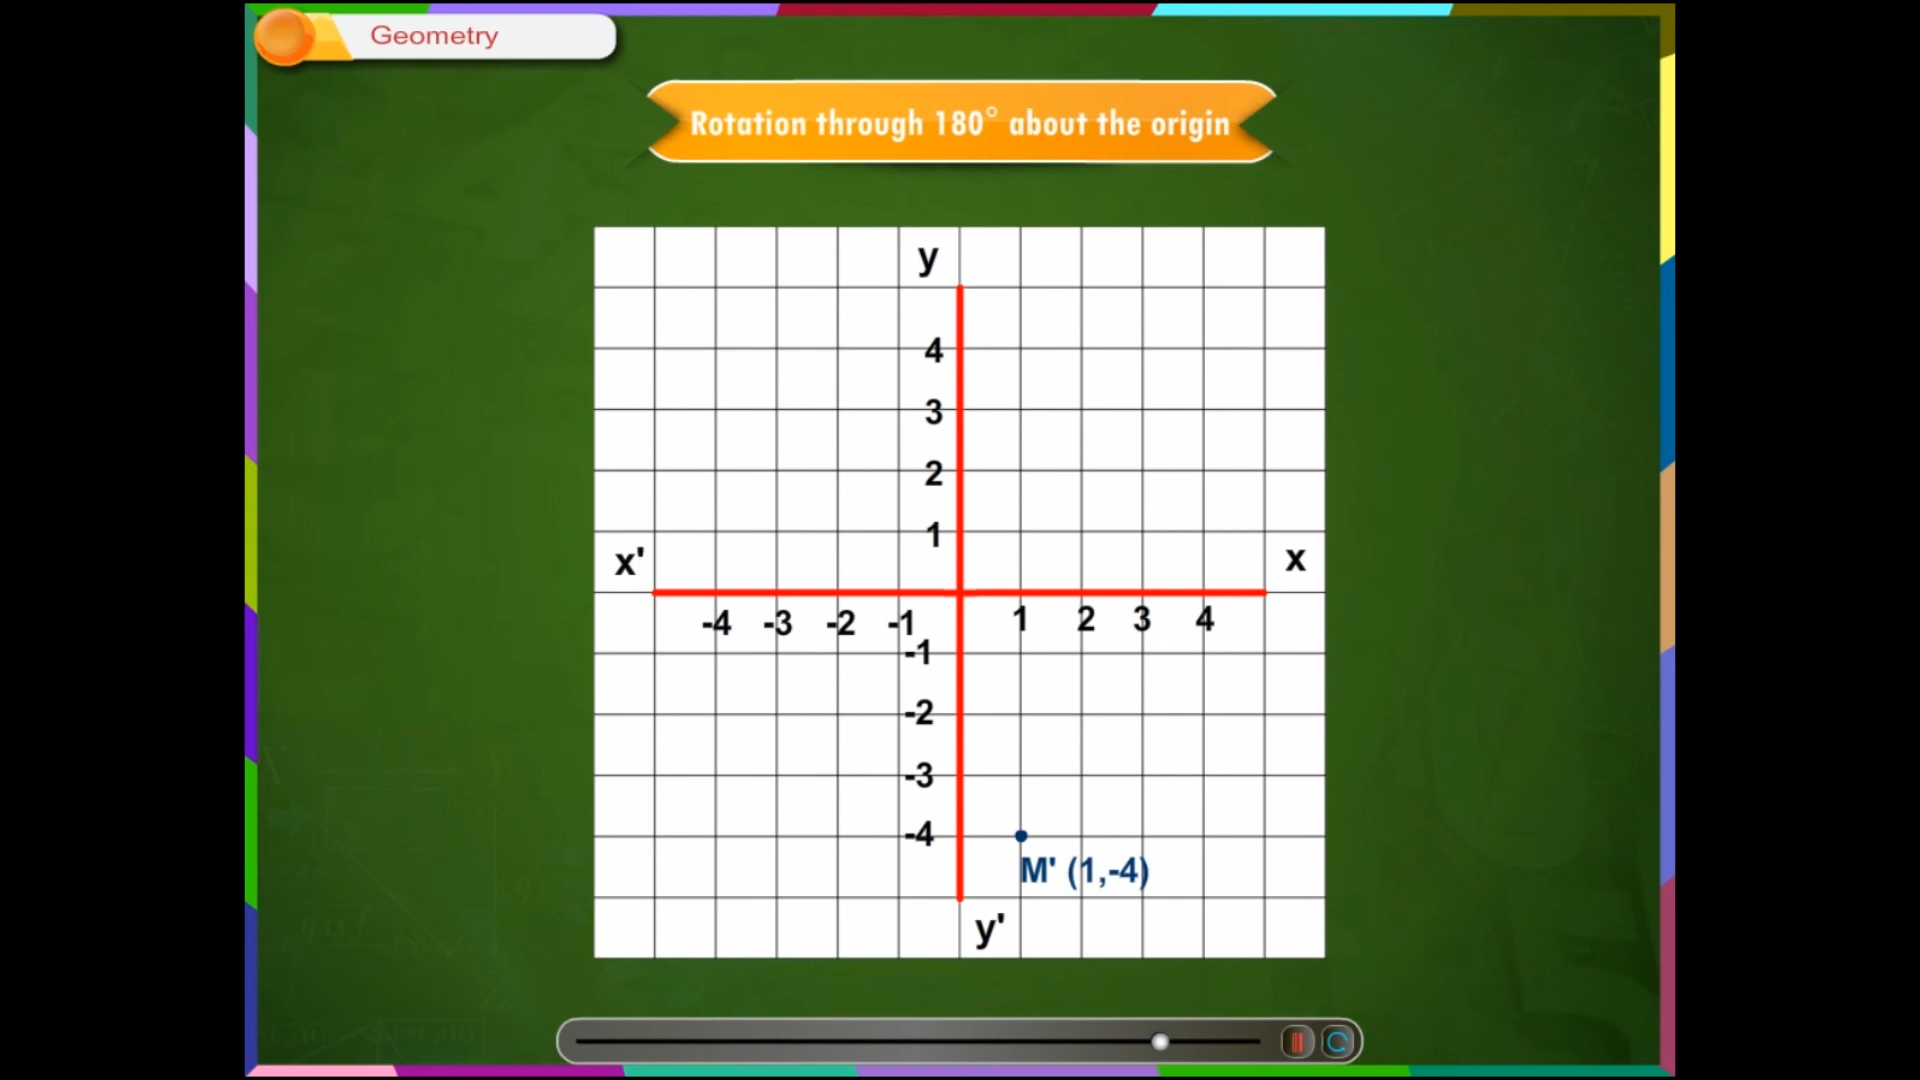 Geometry
Rotation through 180° about the origin
y
4
3
2
1
x'
x
-4 -3 -2 -1 1 2 3 4
-1
-2
-3
-4
M' (1,-4)
y'